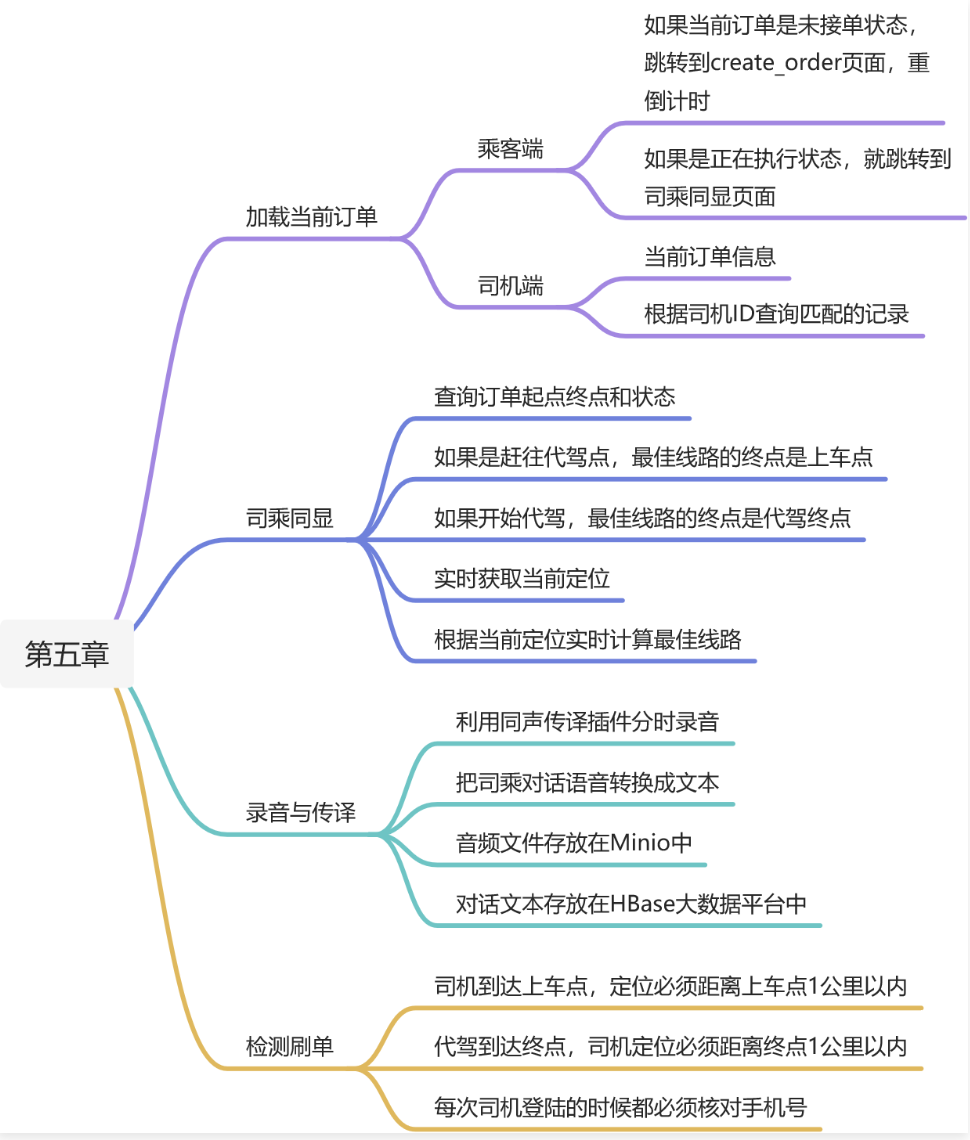 第五章
加载当前订单
乘客端
如果当前订单是未接单状态，
跳转到create_order页面，重
倒计时
如果是正在执行状态，就跳转到
司乘同显页面
司机端
当前订单信息
根据司机ID查询匹配的记录
司乘同显
查询订单起点终点和状态
如果是赶往代驾点，最佳线路的终点是上车点
如果开始代驾，最佳线路的终点是代驾终点
实时获取当前定位
根据当前定位实时计算最佳线路
录音与传译
利用同声传译插件分时录音
把司乘对话语音转换成文本
音频文件存放在Minio中
对话文本存放在HBase大数据平台中
检测刷单
司机到达上车点，定位必须距离上车点1公里以内
代驾到达终点，司机定位必须距离终点1公里以内
每次司机登陆的时候都必须核对手机号